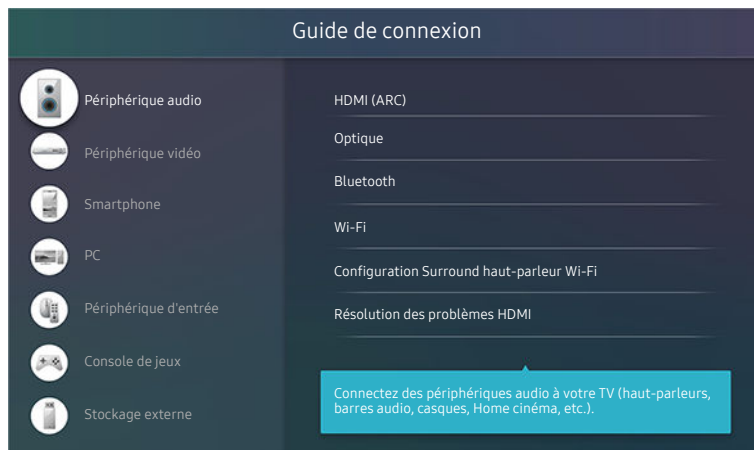 Guide de connexion
Périphérique audio
Périphérique vidéo
Smartphone
PC
Périphérique d'entrée
Console de jeux
Stockage externe
HDMI (ARC)
Optique
Bluetooth
Wi-Fi
Configuration Surround haut-parleur Wi-Fi
Résolution des problèmes HDMI
Connectez des périphériques audio à votre TV (haut-parleurs,
barres audio, casques, Home cinéma, etc.).